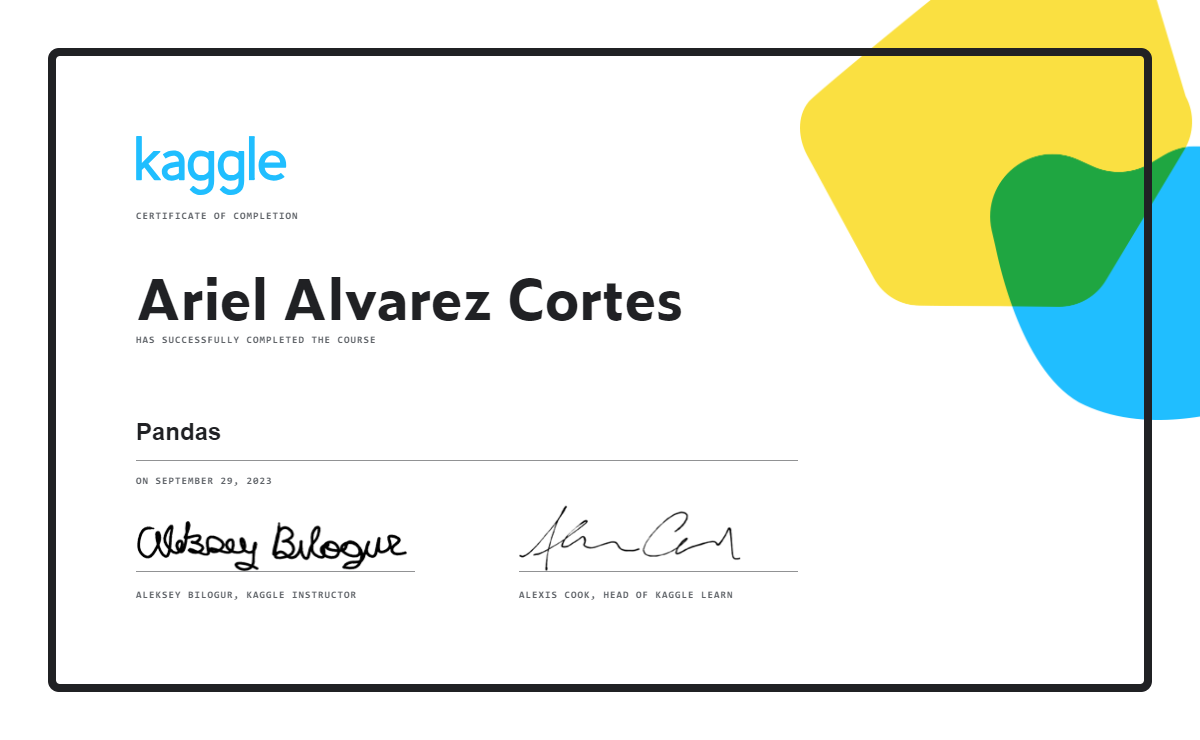 kaggle
CERTIFICATE OF COMPLETION
Ariel Alvarez Cortes
HAS SUCCESSFULLY COMPLETED THE COURSE
Pandas
ON SEPTEMBER 29, 2023
Aleksey Bilogur
ALEKSEY BILOGUR, KAGGLE INSTRUCTOR
ALEXIS COOK, HEAD OF KAGGLE LEARN